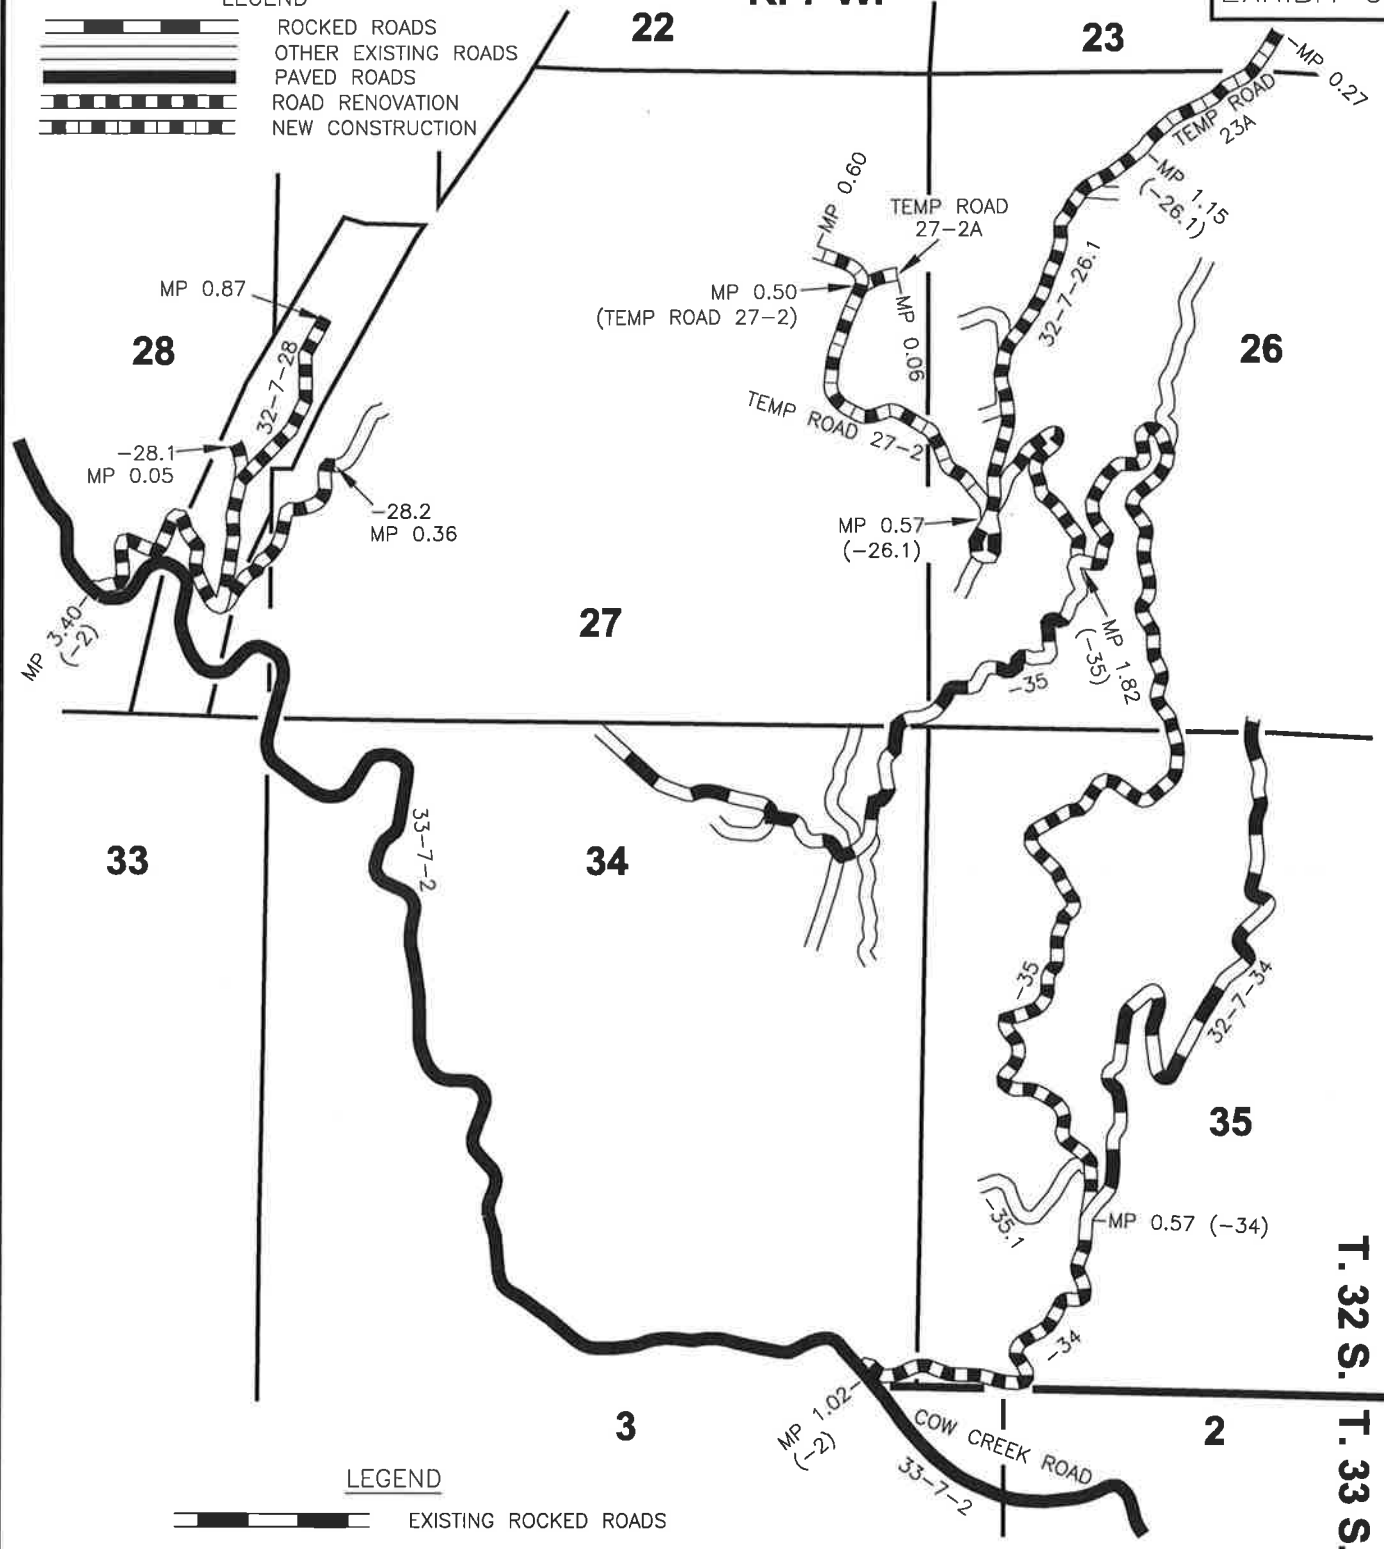 ROCKED ROADS
OTHER EXISTING ROADS
PAVED ROADS
ROAD RENOVATION
NEW CONSTRUCTION
22
23
MP 0.27
TEMP ROAD
23A
MP 1.15
(-26.1)
MP 0.60
TEMP ROAD
27-2A
MP 0.50
(TEMP ROAD 27-2)
MP 0.06
32-7-26.1
26
MP 0.87
28
32-7-28
-28.1
MP 0.05
-28.2
MP 0.36
TEMP ROAD 27-2
MP 0.57
(-26.1)
27
MP 3.40
(-2)
MP 1.82
(-35)
-35
33
33-7-2
34
-35
32-7-34
35
-35.1
MP 0.57 (-34)
-34
T. 32 S.
T. 33 S.
MP 1.02
(-2)
COW CREEK ROAD
33-7-2
3
2
LEGEND
EXISTING ROCKED ROADS